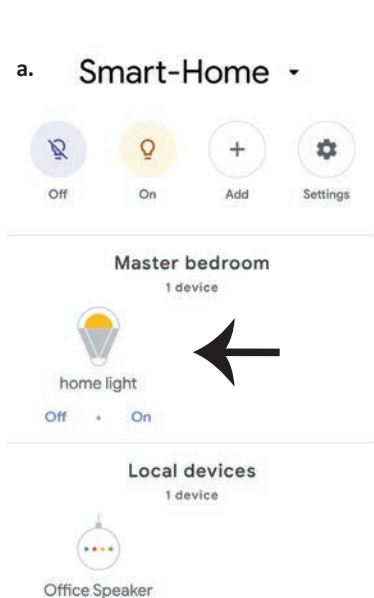 a.
Smart-Home
Off On Add Settings
Master bedroom
1 device
home light
Off • On
Local devices
1 device
Office Speaker